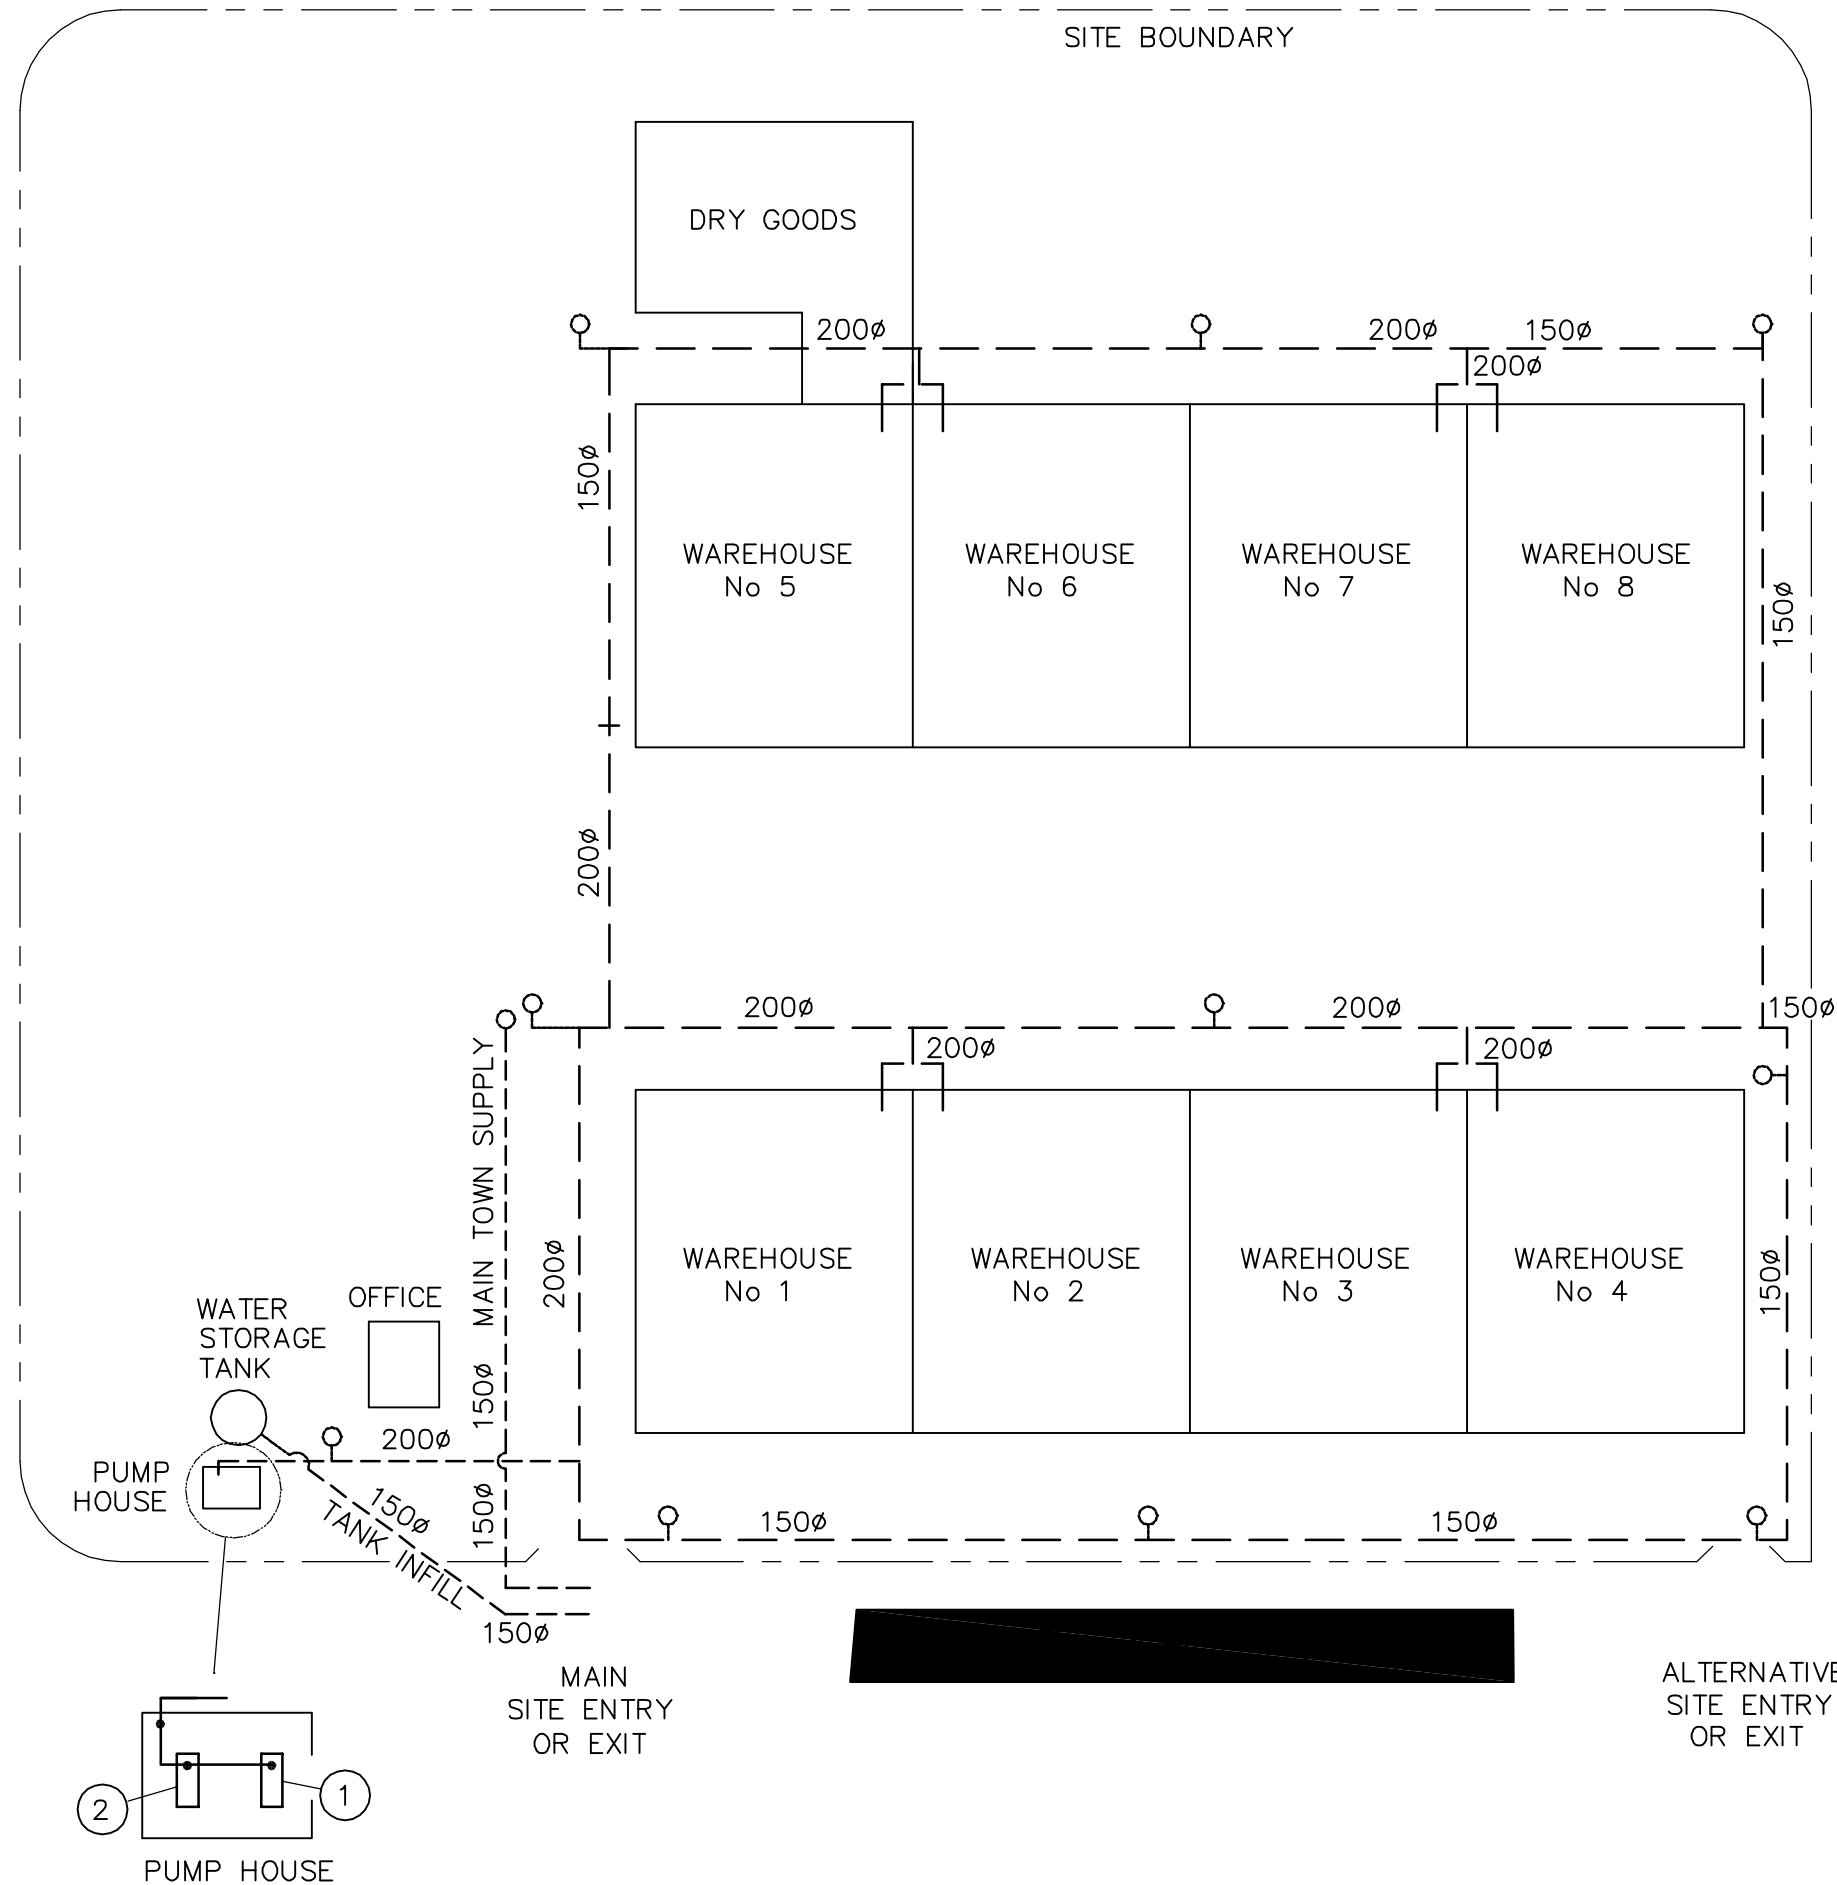 SITE BOUNDARY
DRY GOODS
200ø
200ø
150ø
200ø
150ø
WAREHOUSE
No 5
WAREHOUSE
No 6
WAREHOUSE
No 7
WAREHOUSE
No 8
150ø
200ø
200ø
200ø
150ø
200ø
200ø
150ø MAIN TOWN SUPPLY
200ø
WAREHOUSE
No 1
WAREHOUSE
No 2
WAREHOUSE
No 3
WAREHOUSE
No 4
150ø
OFFICE
WATER
STORAGE
TANK
200ø
PUMP
HOUSE
150ø
TANK INFILL
150ø
150ø
150ø
150ø
MAIN
SITE ENTRY
OR EXIT
ALTERNATIVE
SITE ENTRY
OR EXIT
2
1
PUMP HOUSE